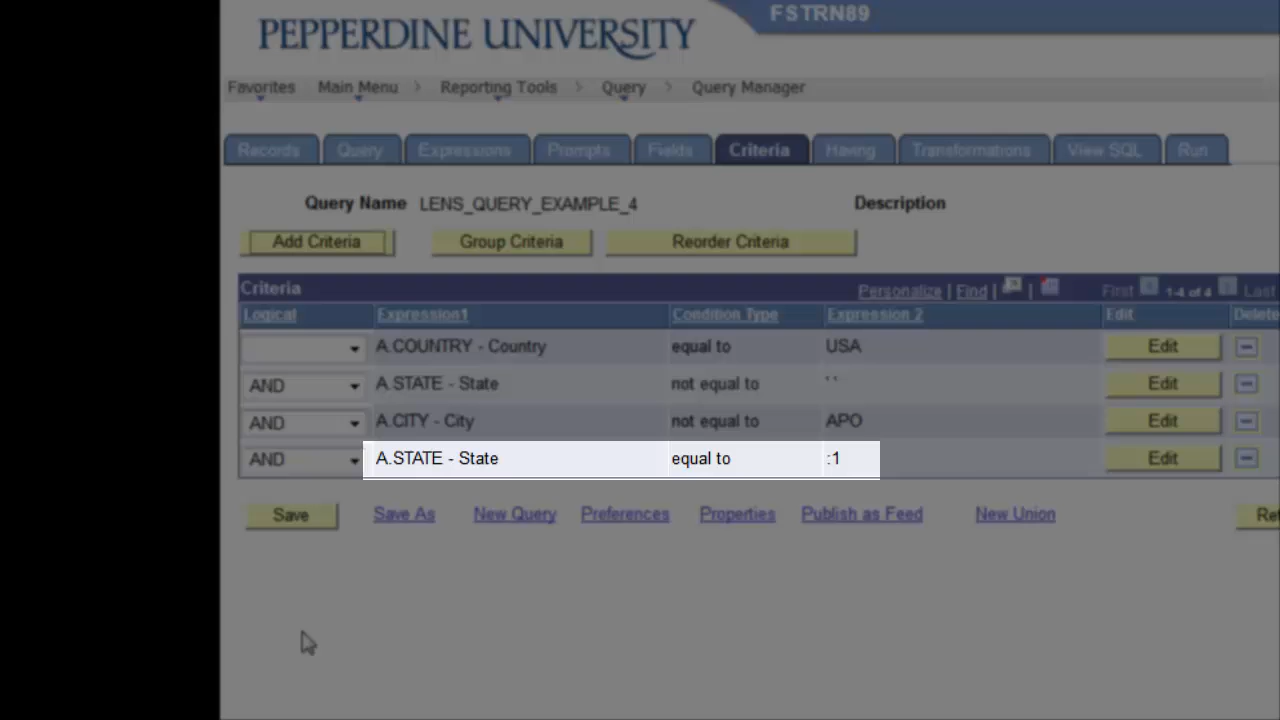 PEPPERDINE UNIVERSITY
FSTRN89
Favorites Main Menu > Reporting Tools > Query > Query Manager
Records Query Expressions Prompts Fields Criteria Having Transformations View SQL Run
Query Name LENS_QUERY_EXAMPLE_4 Description
Add Criteria Group Criteria Reorder Criteria
Criteria Personalize | Find | | First 1-4 of 4 Last
Logical Expression1 Condition Type Expression 2 Edit Delete
A.COUNTRY - Country equal to USA Edit
AND A.STATE - State not equal to ` ` Edit
AND A.CITY - City not equal to APO Edit
AND A.STATE - State equal to :1 Edit
Save Save As New Query Preferences Properties Publish as Feed New Union